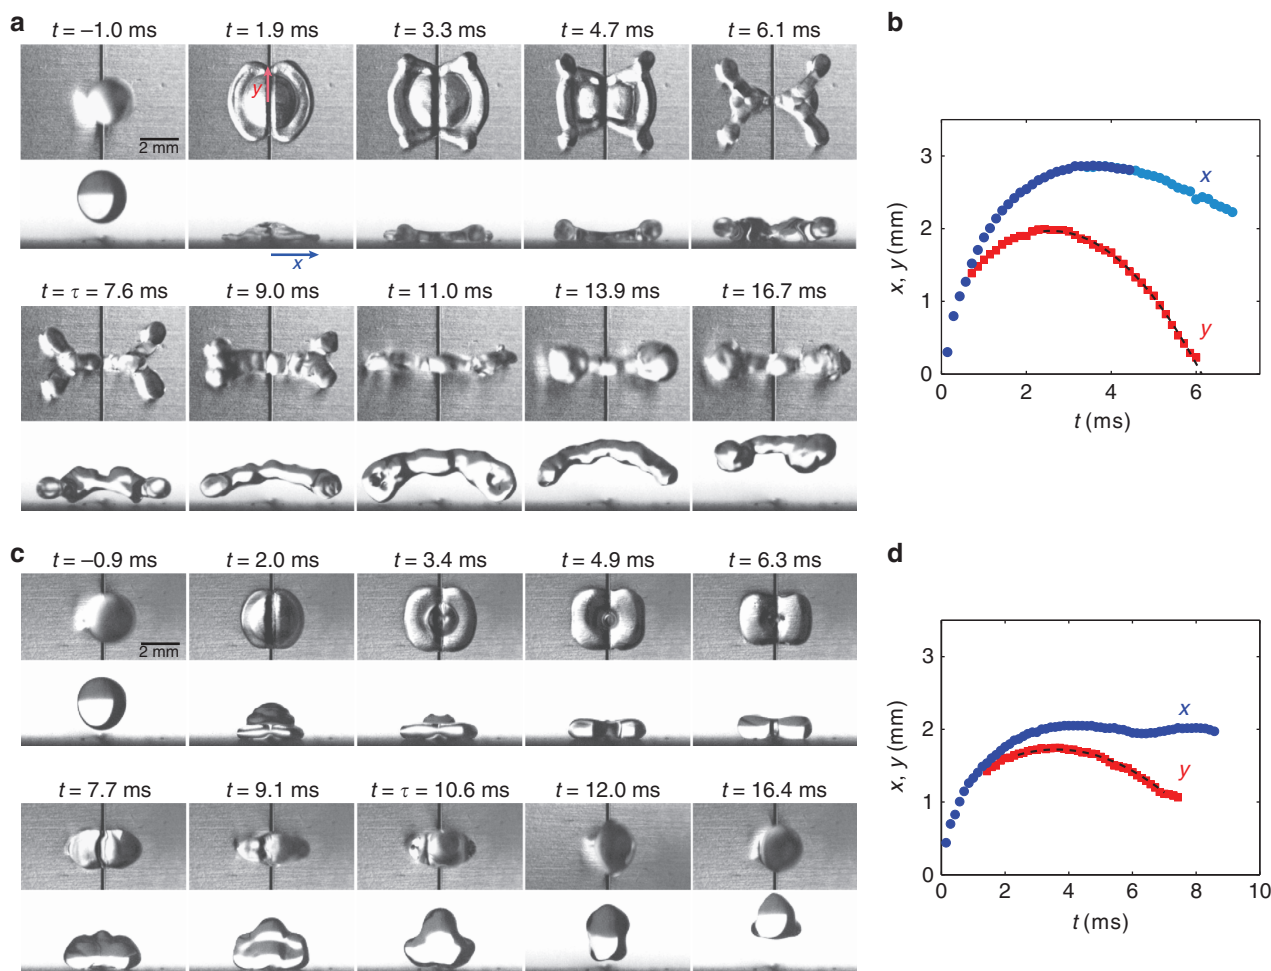 a
t = –1.0 ms
t = 1.9 ms
t = 3.3 ms
t = 4.7 ms
t = 6.1 ms
y
2 mm
x
t = τ = 7.6 ms
t = 9.0 ms
t = 11.0 ms
t = 13.9 ms
t = 16.7 ms
b
3
2
1
0
x, y (mm)
x
y
0
2
4
6
t (ms)
c
t = –0.9 ms
t = 2.0 ms
t = 3.4 ms
t = 4.9 ms
t = 6.3 ms
2 mm
t = 7.7 ms
t = 9.1 ms
t = τ = 10.6 ms
t = 12.0 ms
t = 16.4 ms
d
3
2
1
0
x, y (mm)
x
y
0
2
4
6
8
10
t (ms)